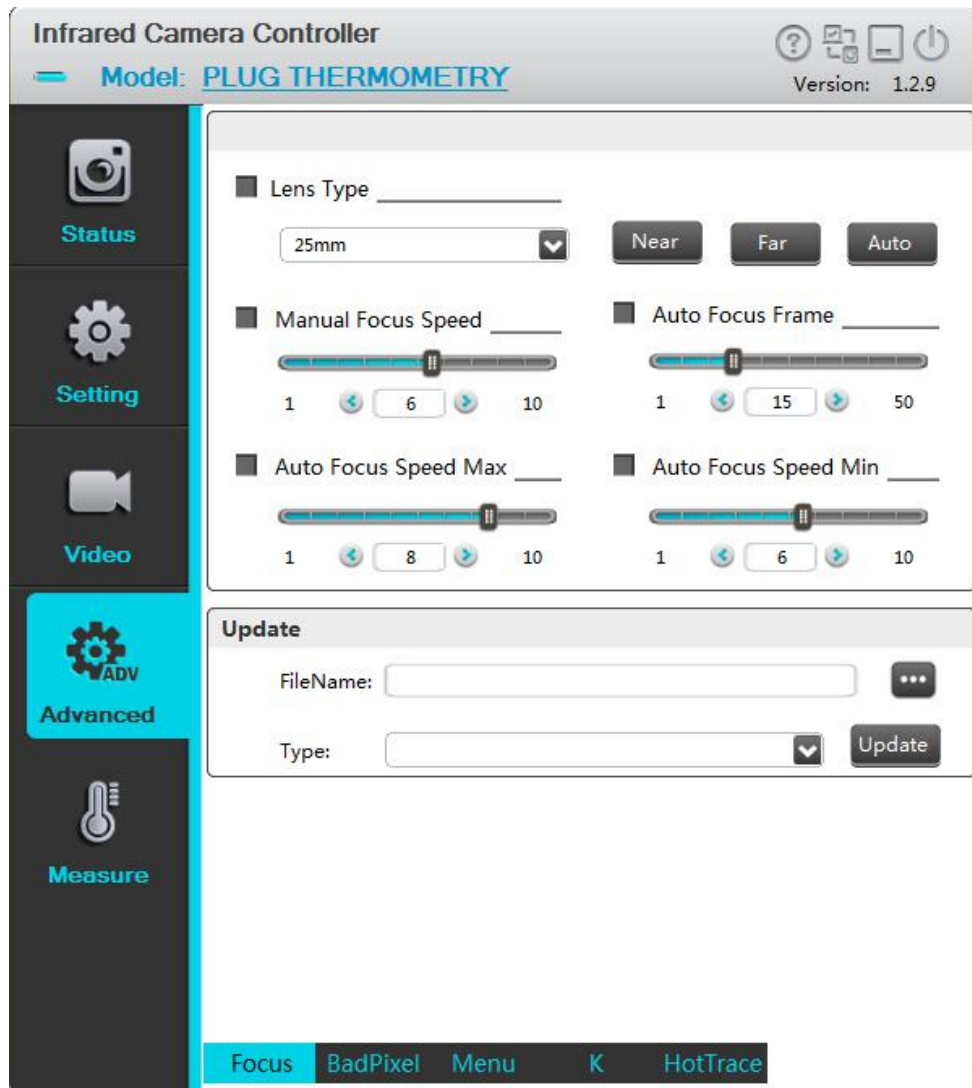 Infrared Camera Controller
Model: PLUG THERMOMETRY
Version: 1.2.9
Status
Setting
Video
ADV
Advanced
Measure
Lens Type
25mm
Near Far Auto
Manual Focus Speed
1 6 10
Auto Focus Frame
1 15 50
Auto Focus Speed Max
1 8 10
Auto Focus Speed Min
1 6 10
Update
FileName:
Type:
Update
Focus BadPixel Menu K HotTrace